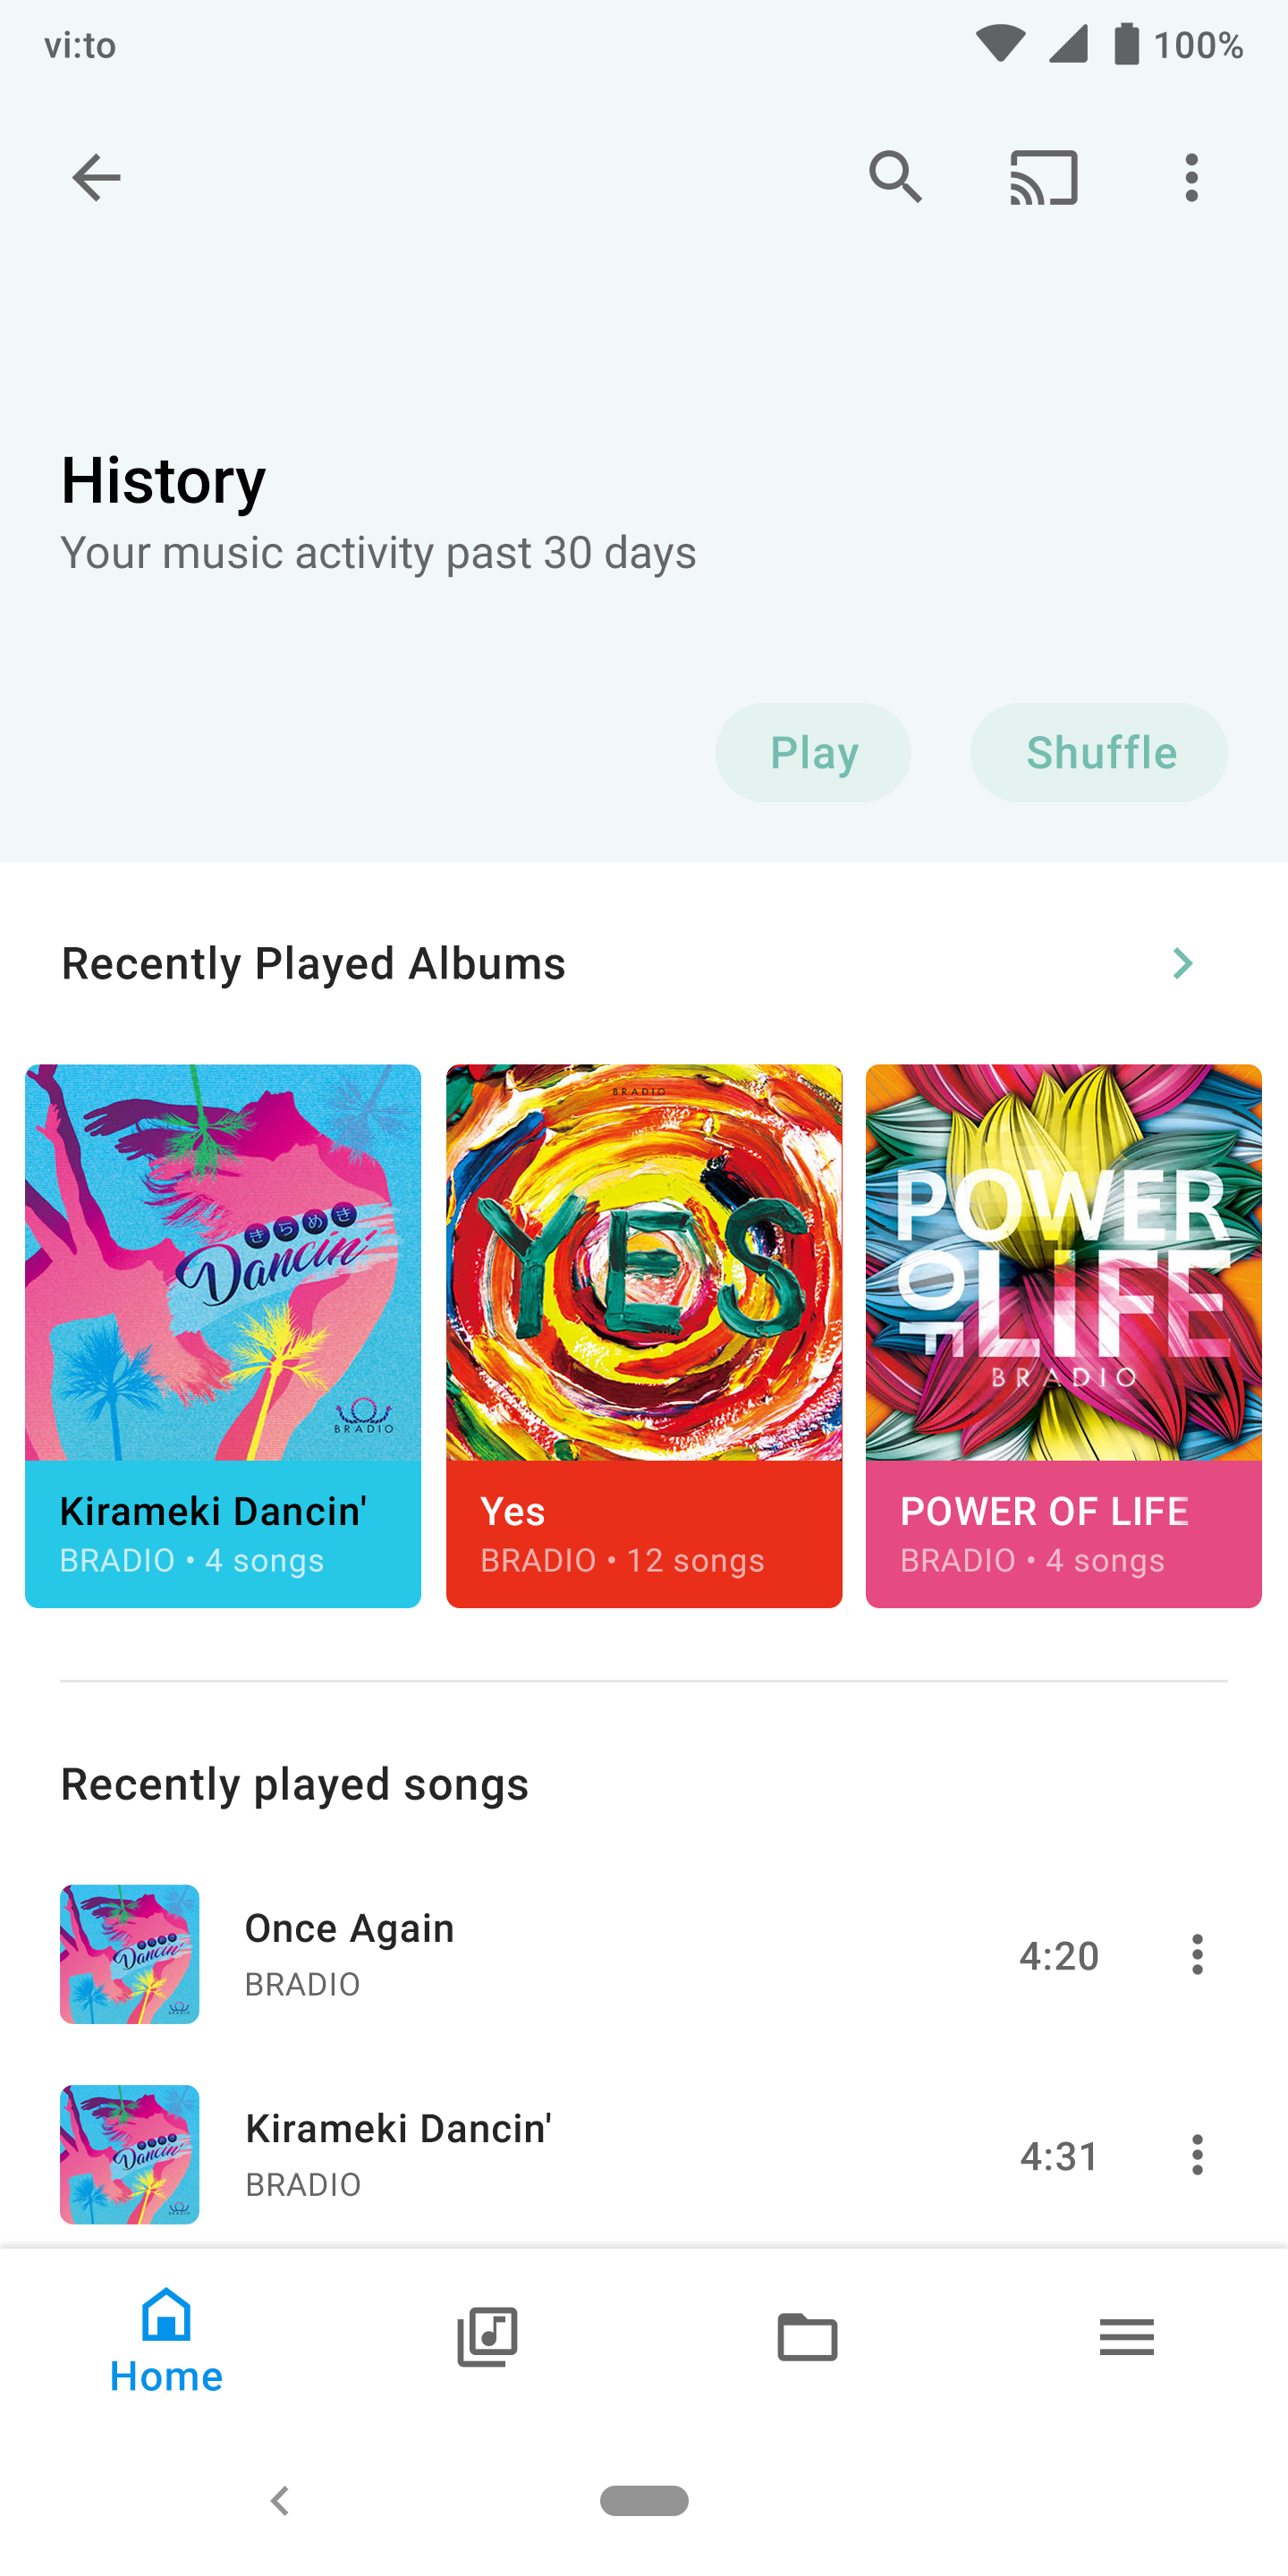 vi:to
100%
History
Your music activity past 30 days
Play
Shuffle
Recently Played Albums
きらめき
Dancin'
BRADIO
BRADIO
YES
POWER
OF LIFE
BRADIO
Kirameki Dancin'
BRADIO • 4 songs
Yes
BRADIO • 12 songs
POWER OF LIFE
BRADIO • 4 songs
Recently played songs
Dancin'
Once Again
BRADIO
4:20
Dancin'
Kirameki Dancin'
BRADIO
4:31
Home